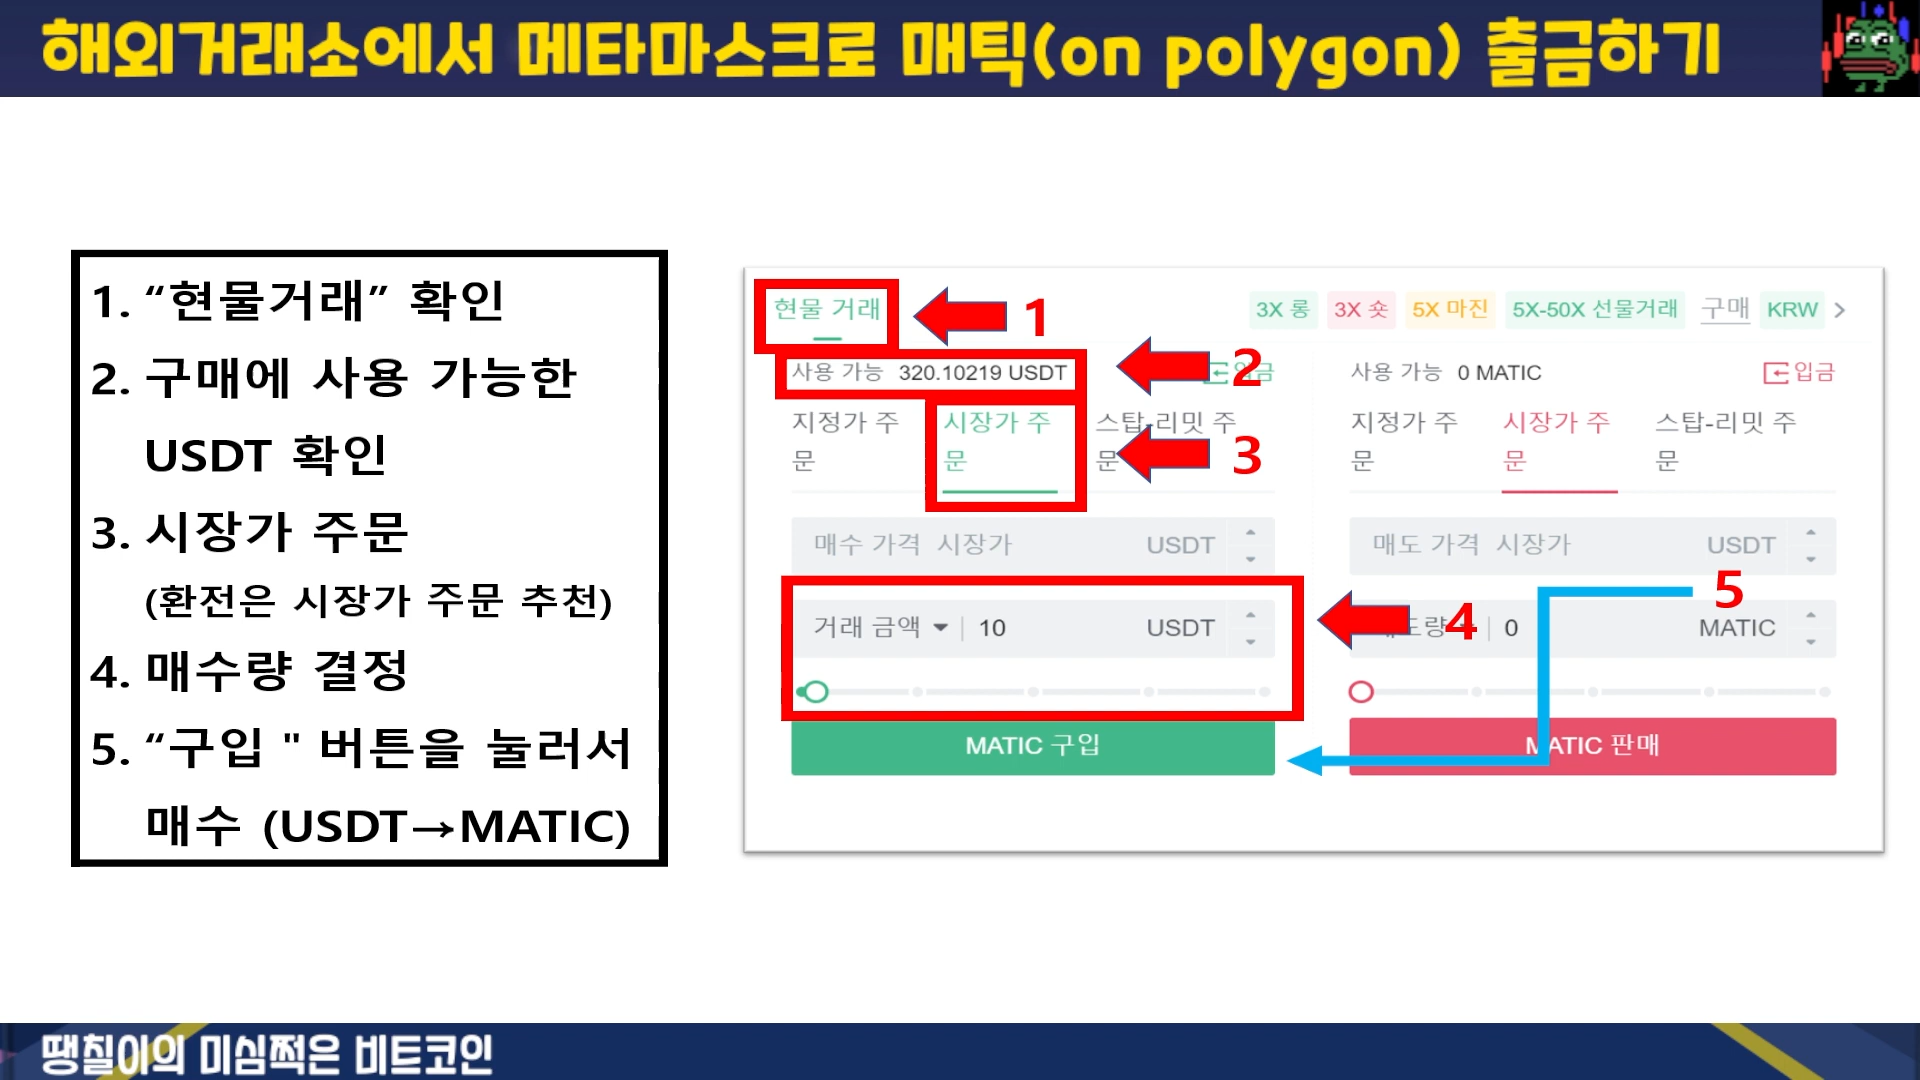 해외거래소에서 메타마스크로 매틱(on polygon) 출금하기
1. “현물거래” 확인
2. 구매에 사용 가능한
USDT 확인
3. 시장가 주문
(환전은 시장가 주문 추천)
4. 매수량 결정
5. “구입 " 버튼을 눌러서
매수 (USDT→MATIC)
현물 거래
1
3X 롱
3X 숏
5X 마진
5X-50X 선물거래
구매
KRW
사용 가능 320.10219 USDT
입금
2
지정가 주문
시장가 주문
스탑-리밋 주문
3
매수 가격 시장가 USDT
거래 금액 10 USDT
4
MATIC 구입
사용 가능 0 MATIC
입금
지정가 주문
시장가 주문
스탑-리밋 주문
매도 가격 시장가 USDT
5
0 MATIC
MATIC 판매
땡칠이의 미심쩍은 비트코인